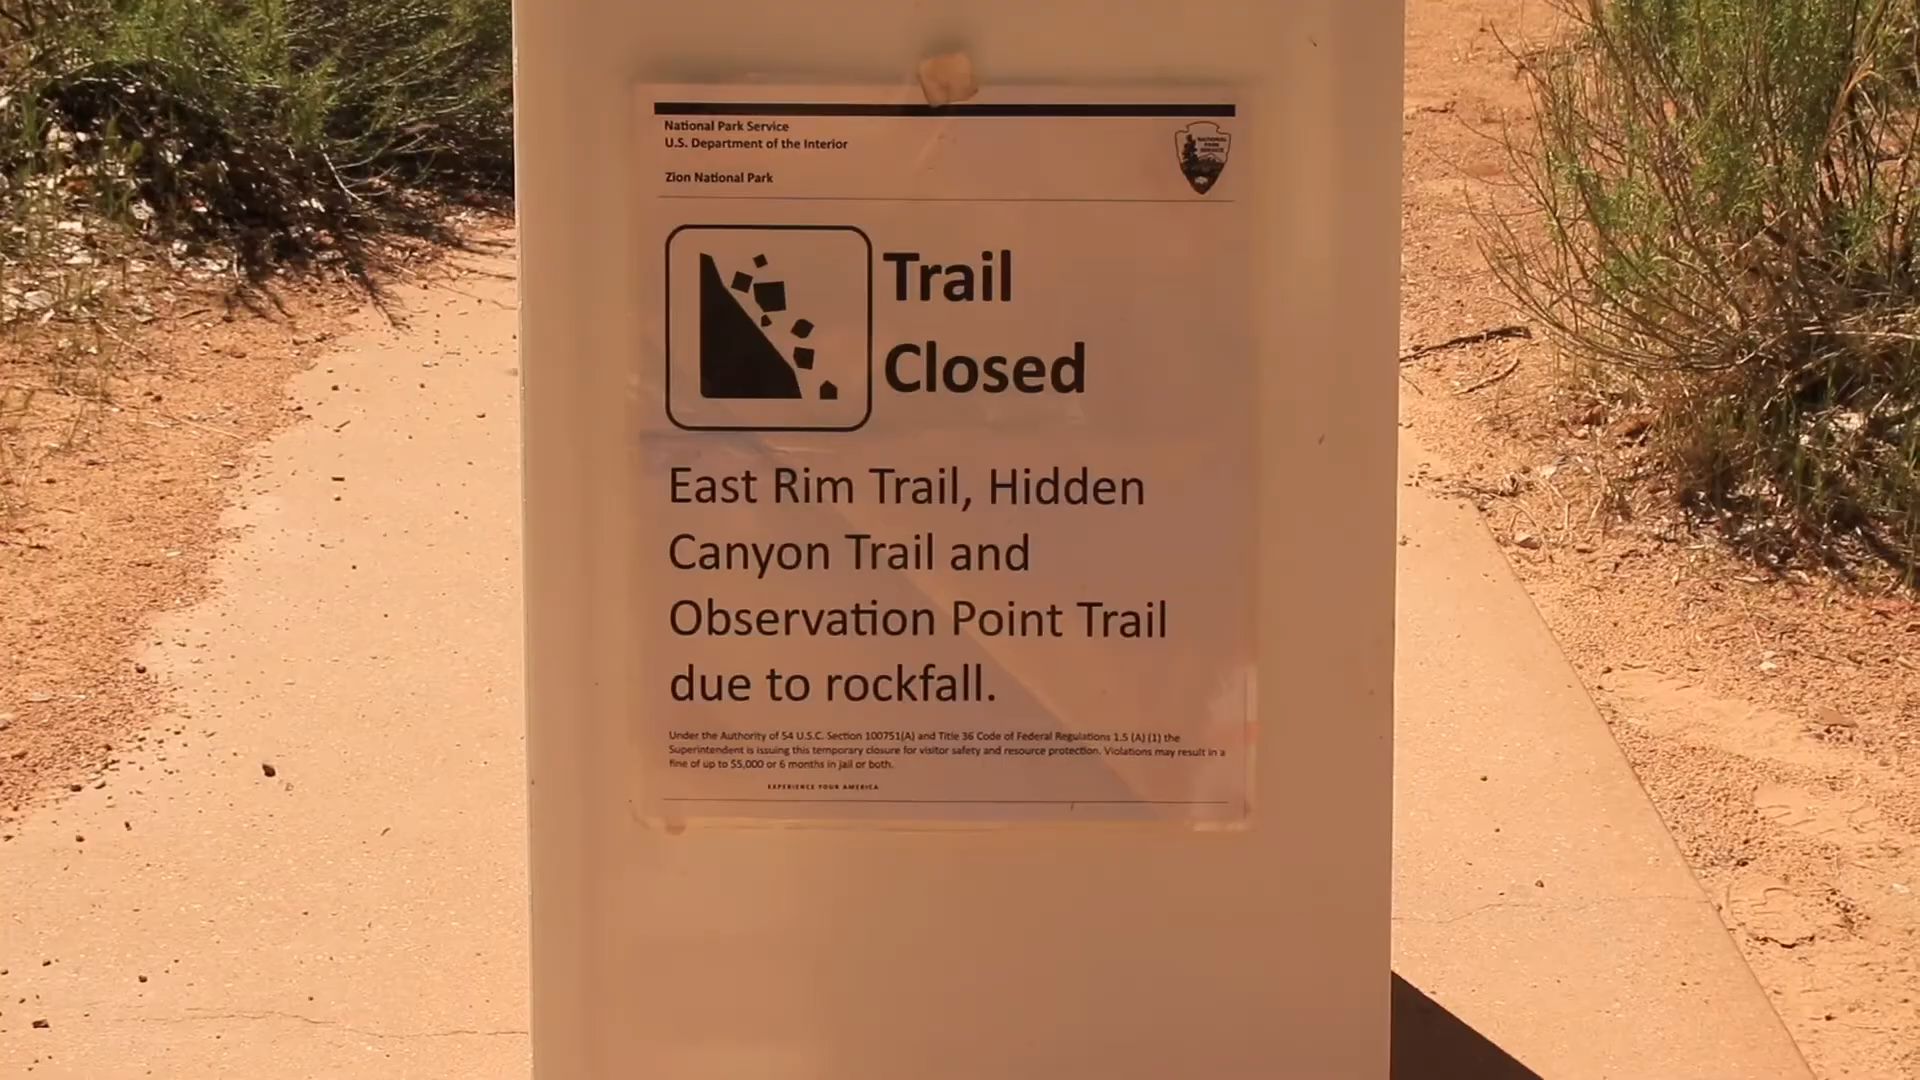 National Park Service
U.S. Department of the Interior
Zion National Park
NATIONAL
PARK
SERVICE
Trail
Closed
East Rim Trail, Hidden
Canyon Trail and
Observation Point Trail
due to rockfall.
Under the Authority of 54 U.S.C. Section 100751(A) and Title 36 Code of Federal Regulations 1.5 (A) (1) the
Superintendent is issuing this temporary closure for visitor safety and resource protection. Violations may result in a
fine of up to $5,000 or 6 months in jail or both.
EXPERIENCE YOUR AMERICA